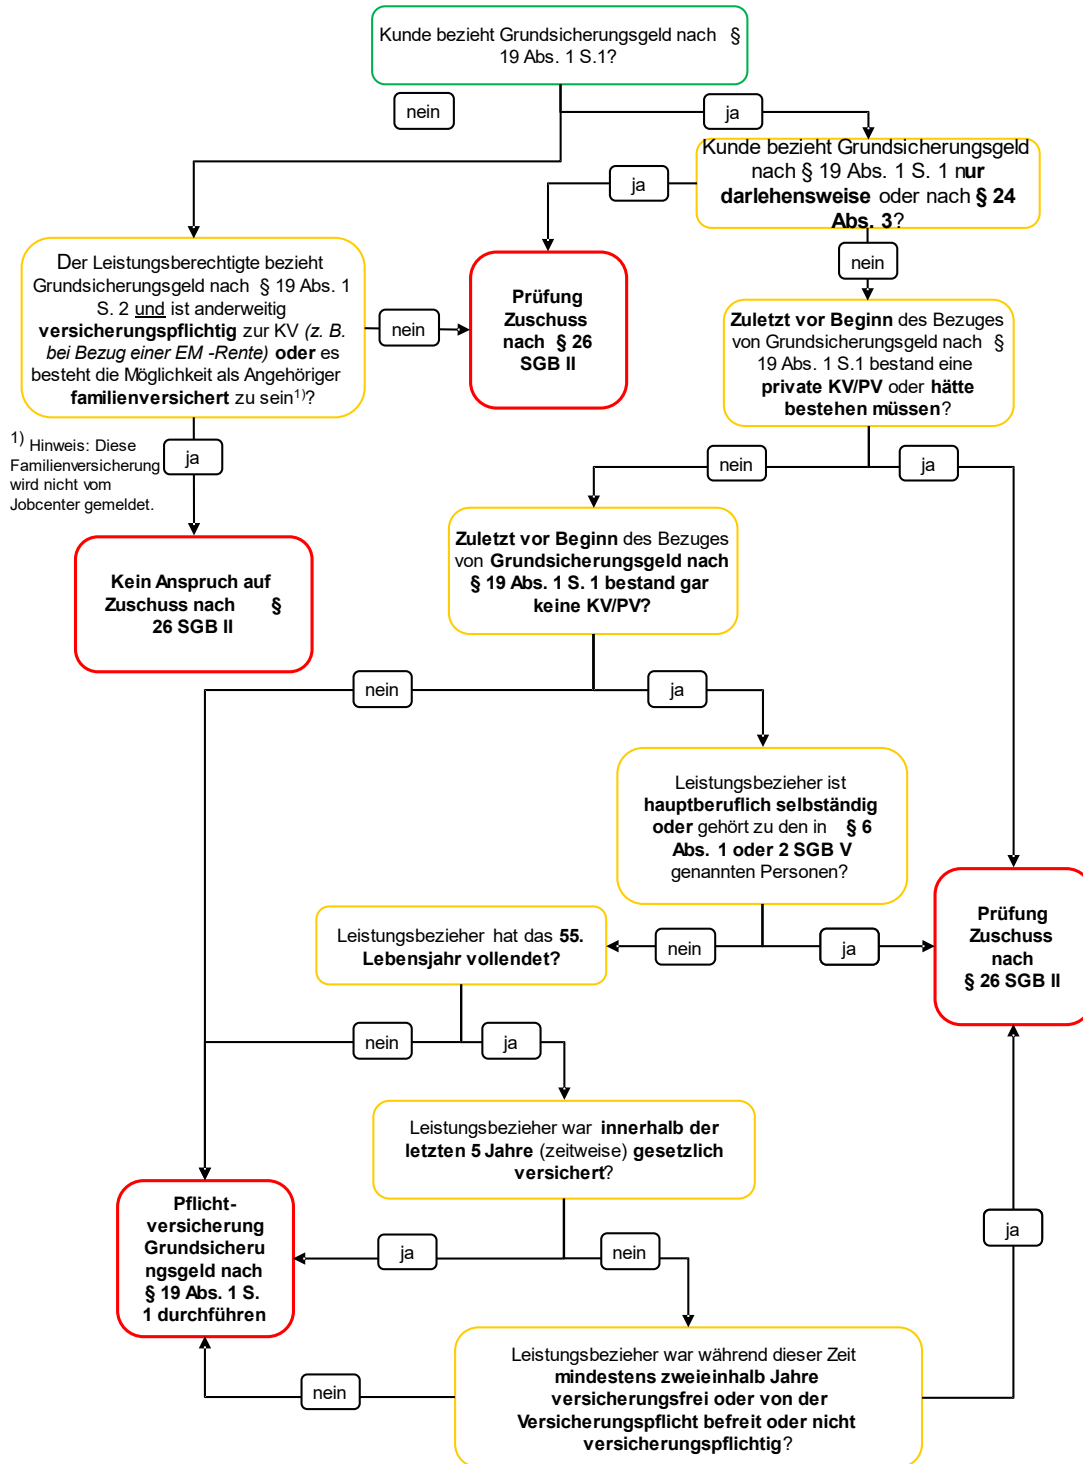 Kunde bezieht Grundsicherungsgeld nach §
19 Abs. 1 S.1?
nein
ja
Kunde bezieht Grundsicherungsgeld
nach § 19 Abs. 1 S. 1 nur
darlehensweise oder nach § 24
Abs. 3?
ja
nein
Der Leistungsberechtigte bezieht
Grundsicherungsgeld nach § 19 Abs. 1
S. 2 und ist anderweitig
versicherungspflichtig zur KV (z. B.
bei Bezug einer EM -Rente) oder es
besteht die Möglichkeit als Angehöriger
familienversichert zu sein1)?
nein
Prüfung
Zuschuss
nach § 26
SGB II
Zuletzt vor Beginn des Bezuges
von Grundsicherungsgeld nach §
19 Abs. 1 S.1 bestand eine
private KV/PV oder hätte
bestehen müssen?
1) Hinweis: Diese
Familienversicherung
wird nicht vom
Jobcenter gemeldet.
ja
nein
ja
Kein Anspruch auf
Zuschuss nach §
26 SGB II
Zuletzt vor Beginn des Bezuges
von Grundsicherungsgeld nach
§ 19 Abs. 1 S. 1 bestand gar
keine KV/PV?
nein
ja
Leistungsbezieher ist
hauptberuflich selbständig
oder gehört zu den in § 6
Abs. 1 oder 2 SGB V
genannten Personen?
nein
ja
Prüfung
Zuschuss
nach
§ 26 SGB II
Leistungsbezieher hat das 55.
Lebensjahr vollendet?
nein
ja
Leistungsbezieher war innerhalb der
letzten 5 Jahre (zeitweise) gesetzlich
versichert?
ja
nein
ja
Pflicht-
versicherung
Grundsicheru
ngsgeld nach
§ 19 Abs. 1 S.
1 durchführen
nein
Leistungsbezieher war während dieser Zeit
mindestens zweieinhalb Jahre
versicherungsfrei oder von der
Versicherungspflicht befreit oder nicht
versicherungspflichtig?